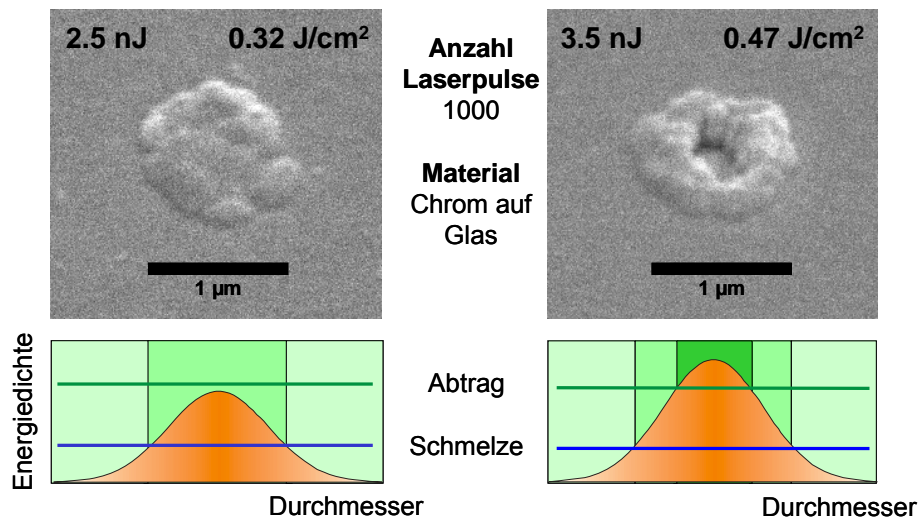 2.5 nJ 0.32 J/cm²
1 µm
Anzahl
Laserpulse
1000
Material
Chrom auf
Glas
3.5 nJ 0.47 J/cm²
1 µm
Energiedichte
Abtrag
Schmelze
Durchmesser
Durchmesser